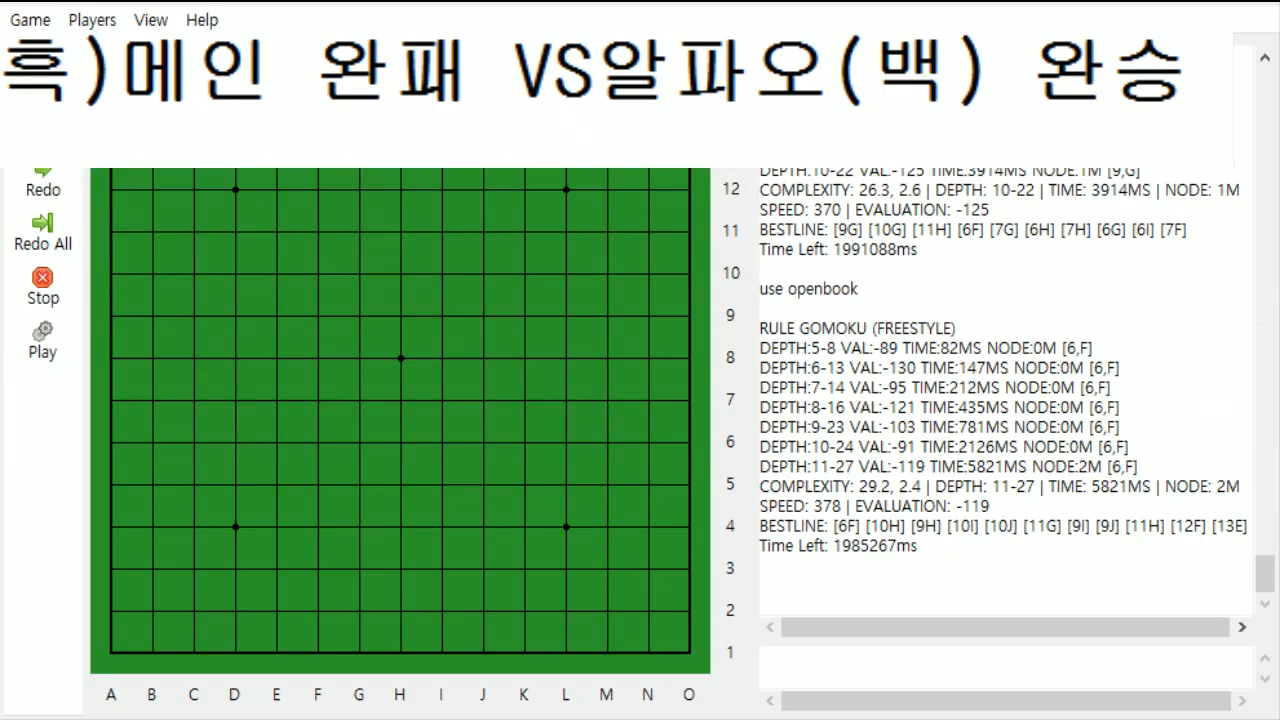 Game Players View Help
흑)메인 완패 VS알파오(백) 완승
Redo
Redo All
Stop
Play
12
11
10
9
8
7
6
5
4
3
2
1
A B C D E F G H I J K L M N O
DEPTH:10-22 VAL:-125 TIME:3914MS NODE:1M [9,G]
COMPLEXITY: 26.3, 2.6 | DEPTH: 10-22 | TIME: 3914MS | NODE: 1M
SPEED: 370 | EVALUATION: -125
BESTLINE: [9G] [10G] [11H] [6F] [7G] [6H] [7H] [6G] [6I] [7F]
Time Left: 1991088ms
use openbook
RULE GOMOKU (FREESTYLE)
DEPTH:5-8 VAL:-89 TIME:82MS NODE:0M [6,F]
DEPTH:6-13 VAL:-130 TIME:147MS NODE:0M [6,F]
DEPTH:7-14 VAL:-95 TIME:212MS NODE:0M [6,F]
DEPTH:8-16 VAL:-121 TIME:435MS NODE:0M [6,F]
DEPTH:9-23 VAL:-103 TIME:781MS NODE:0M [6,F]
DEPTH:10-24 VAL:-91 TIME:2126MS NODE:0M [6,F]
DEPTH:11-27 VAL:-119 TIME:5821MS NODE:2M [6,F]
COMPLEXITY: 29.2, 2.4 | DEPTH: 11-27 | TIME: 5821MS | NODE: 2M
SPEED: 378 | EVALUATION: -119
BESTLINE: [6F] [10H] [9H] [10I] [10J] [11G] [9I] [9J] [11H] [12F] [13E]
Time Left: 1985267ms